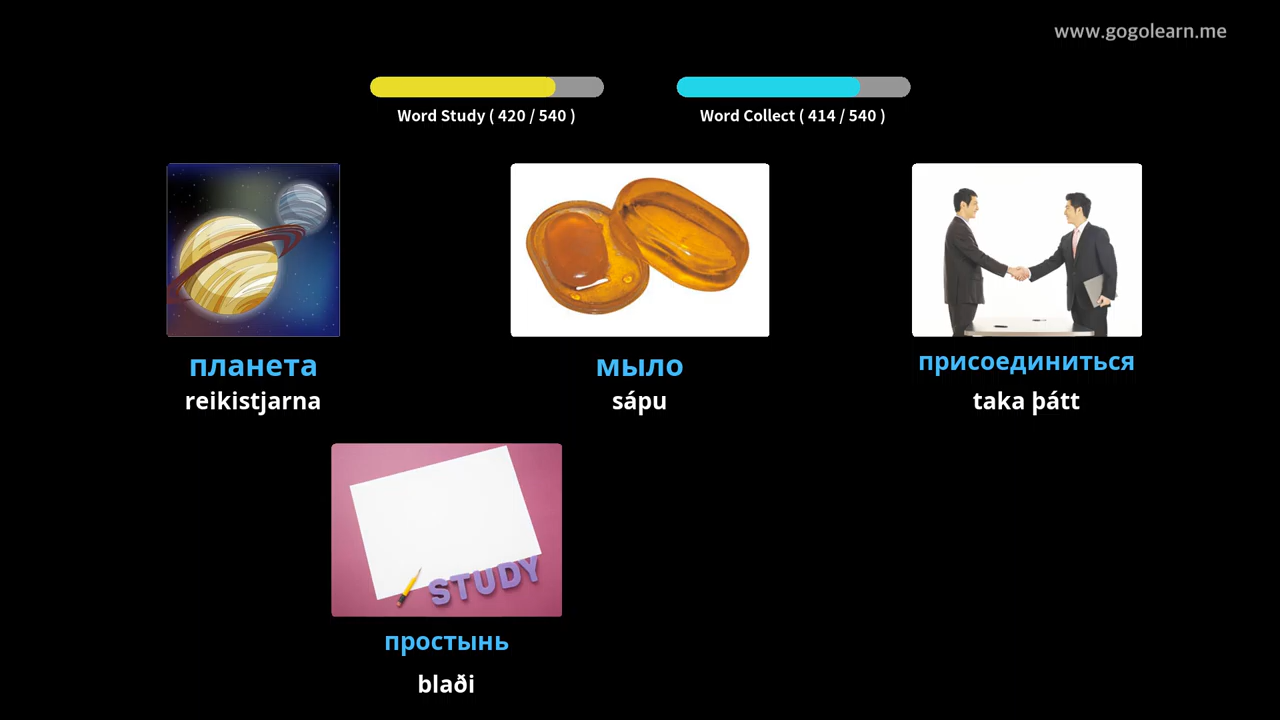 www.gogolearn.me
Word Study ( 420 / 540 )
Word Collect ( 414 / 540 )
планета
мыло
присоединиться
reikistjarna
sápu
taka þátt
STUDY
простынь
blaði